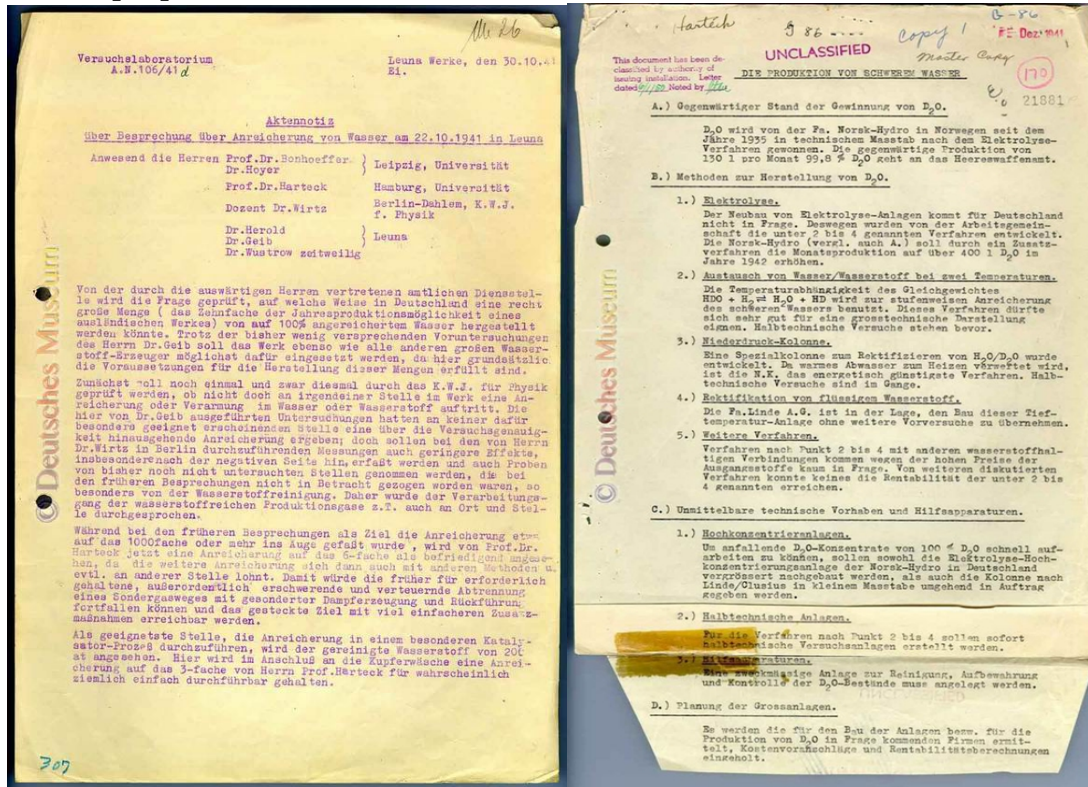 Versuchslaboratorium
A.N.106/41 d
Leuna Werke, den 30.10.41
Ei.
Aktennotiz
über Besprechung über Anreicherung von Wasser am 22.10.1941 in Leuna
Anwesend die Herren Prof.Dr.Bonhoeffer
Dr.Hoyer
Leipzig, Universität
Prof.Dr.Harteck Hamburg, Universität
Dozent Dr.Wirtz Berlin-Dahlem, K.W.J.
f. Physik
Dr.Herold
Dr.Geib
Dr.Wustrow zeitweilig
Leuna
Von der durch die auswärtigen Herren vertretenen amtlichen Dienststel-
le wird die Frage geprüft, auf welche Weise in Deutschland eine recht
große Menge ( das Zehnfache der Jahresproduktionsmöglichkeit eines
ausländischen Werkes) von auf 100% angereichertem Wasser hergestellt
werden könnte. Trotz der bisher wenig versprechenden Voruntersuchungen
des Herrn Dr.Geib soll das Werk ebenso wie alle anderen großen Wasser-
stoff-Erzeuger möglichst dafür eingesetzt werden, da hier grundsätzlich
die Voraussetzungen für die Herstellung dieser Mengen erfüllt sind.
Zunächst soll noch einmal und zwar diesmal durch das K.W.J. für Physik
geprüft werden, ob nicht doch an irgendeiner Stelle im Werk eine An-
reicherung oder Verarmung im Wasser oder Wasserstoff auftritt. Die
hier von Dr.Geib ausgeführten Untersuchungen hatten an keiner dafür
besonders geeignet erscheinenden Stelle eine über die Versuchsgenauig-
keit hinausgehende Anreicherung ergeben; doch sollen bei den von Herrn
Dr.Wirtz in Berlin durchzuführenden Messungen auch geringere Effekte,
insbesondere nach der negativen Seite hin, erfaßt werden und auch Proben
von bisher noch nicht untersuchten Stellen genommen werden, die bei
den früheren Besprechungen nicht in Betracht gezogen worden waren, so
besonders von der Wasserstoffreinigung. Daher wurde der Verarbeitungs-
gang der wasserstoffreichen Produktionsgase z.T. auch an Ort und Stel-
le durchgesprochen.
Während bei den früheren Besprechungen als Ziel die Anreicherung etwa
auf das 1000fache oder mehr ins Auge gefaßt wurde , wird von Prof.Dr.
Harteck jetzt eine Anreicherung auf das 6-fache als befriedigend angese-
hen, da die weitere Anreicherung sich dann auch mit anderen Methoden u.
evtl. an anderer Stelle lohnt. Damit würde die früher für erforderlich
gehaltene, außerordentlich erschwerende und verteuernde Abtrennung
eines Sondergasweges mit gesonderter Dampferzeugung und Rückführung
fortfallen können und das gesteckte Ziel mit viel einfacheren Zusatz-
maßnahmen erreichbar werden.
Als geeignetste Stelle, die Anreicherung in einem besonderen Kataly-
sator-Prozeß durchzuführen, wird der gereinigte Wasserstoff von 200
at angesehen. Hier wird im Anschluß an die Kupferwäsche eine Anrei-
cherung auf das 3-fache von Herrn Prof.Harteck für wahrscheinlich
ziemlich einfach durchführbar gehalten.
307
© Deutsches Museum
Harteck
G 86
copy 1
G-86
Dez. 1941
UNCLASSIFIED
Master Copy
This document has been de-
classified by authority of
issuing installation. Letter
dated Noted by
170
21881
DIE PRODUKTION VON SCHWEREM WASSER
A.) Gegenwärtiger Stand der Gewinnung von D2O.
D2O wird von der Fa. Norsk-Hydro in Norwegen seit dem
Jahre 1935 in technischem Masstab nach dem Elektrolyse-
Verfahren gewonnen. Die gegenwärtige Produktion von
130 l pro Monat 99,8 % D2O geht an das Heereswaffenamt.
B.) Methoden zur Herstellung von D2O.
1.) Elektrolyse.
Der Neubau von Elektrolyse-Anlagen kommt für Deutschland
nicht in Frage. Deswegen wurden von der Arbeitsgemein-
schaft die unter 2 bis 4 genannten Verfahren entwickelt.
Die Norsk-Hydro (vergl. auch A.) soll durch ein Zusatz-
verfahren die Monatsproduktion auf über 400 l D2O im
Jahre 1942 erhöhen.
2.) Austausch von Wasser/Wasserstoff bei zwei Temperaturen.
Die Temperaturabhängigkeit des Gleichgewichtes
HDO + H2 ⇌ H2O + HD wird zur stufenweisen Anreicherung
des schweren Wassers benutzt. Dieses Verfahren dürfte
sich sehr gut für eine grosstechnische Darstellung
eignen. Halbtechnische Versuche stehen bevor.
3.) Niederdruck-Kolonne.
Eine Spezialkolonne zum Rektifizieren von H2O/D2O wurde
entwickelt. Da warmes Abwasser zum Heizen verwertet wird,
ist die N.K. das energetisch günstigste Verfahren. Halb-
technische Versuche sind im Gange.
4.) Rektifikation von flüssigem Wasserstoff.
Die Fa.Linde A.G. ist in der Lage, den Bau dieser Tief-
temperatur-Anlage ohne weitere Vorversuche zu übernehmen.
5.) Weitere Verfahren.
Verfahren nach Punkt 2 bis 4 mit anderen wasserstoffhal-
tigen Verbindungen kommen wegen der hohen Preise der
Ausgangsstoffe kaum in Frage. Von weiteren diskutierten
Verfahren konnte keines die Rentabilität der unter 2 bis
4 genannten erreichen.
C.) Unmittelbare technische Vorhaben und Hilfsapparaturen.
1.) Hochkonzentrieranlagen.
Um anfallende D2O-Konzentrate von 100 % D2O schnell auf-
arbeiten zu können, sollen sowohl die Elektrolyse-Hoch-
konzentrierungsanlage der Norsk-Hydro in Deutschland
vergrössert nachgebaut werden, als auch die Kolonne nach
Linde/Clusius in kleinem Masstabe umgehend in Auftrag
gegeben werden.
2.) Halbtechnische Anlagen.
Für die Verfahren nach Punkt 2 bis 4 sollen sofort
halbtechnische Versuchsanlagen erstellt werden.
3.) Hilfsapparaturen.
Eine zweckmässige Anlage zur Reinigung, Aufbewahrung
und Kontrolle der D2O-Bestände muss angelegt werden.
D.) Planung der Grossanlagen.
Es werden die für den Bau der Anlagen bezw. für die
Produktion von D2O in Frage kommenden Firmen ermit-
telt, Kostenvoranschläge und Rentabilitätsberechnungen
eingeholt.
© Deutsches Museum